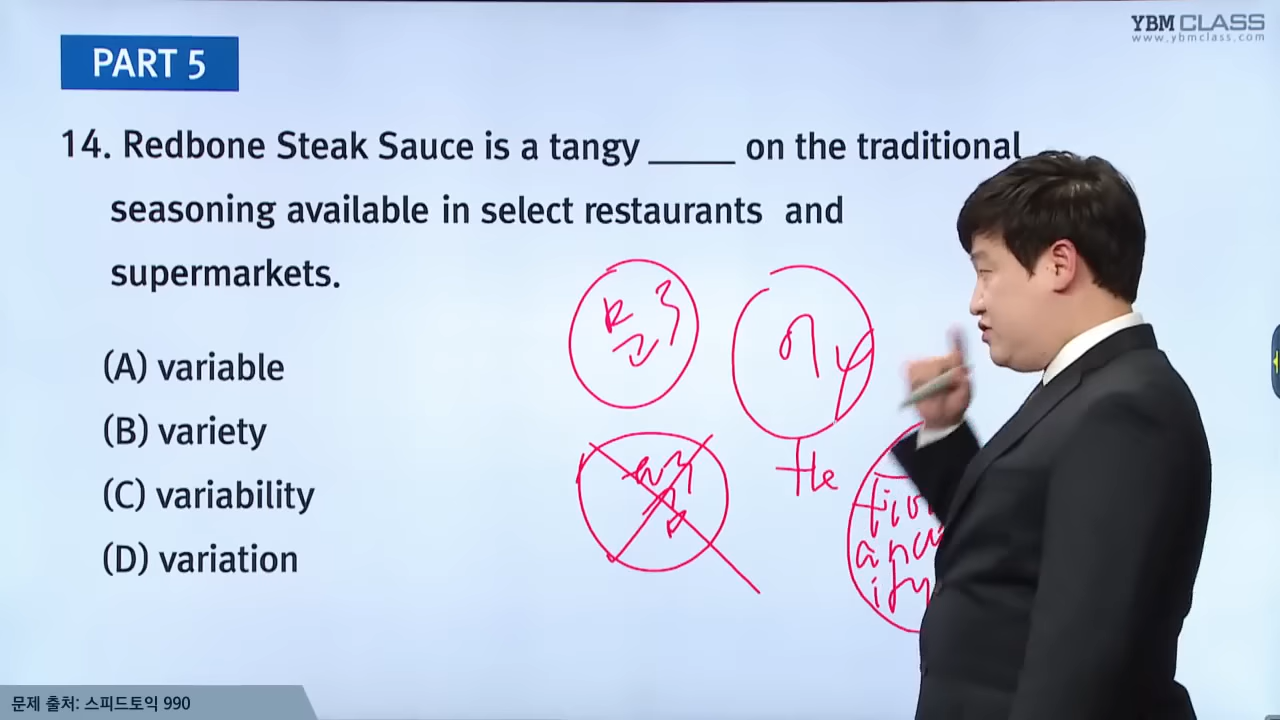 YBM CLASS
www.ybmclass.com
PART 5
14. Redbone Steak Sauce is a tangy _____ on the traditional
seasoning available in select restaurants and
supermarkets.
(A) variable
(B) variety
(C) variability
(D) variation
어
the
문제 출처: 스피드토익 990